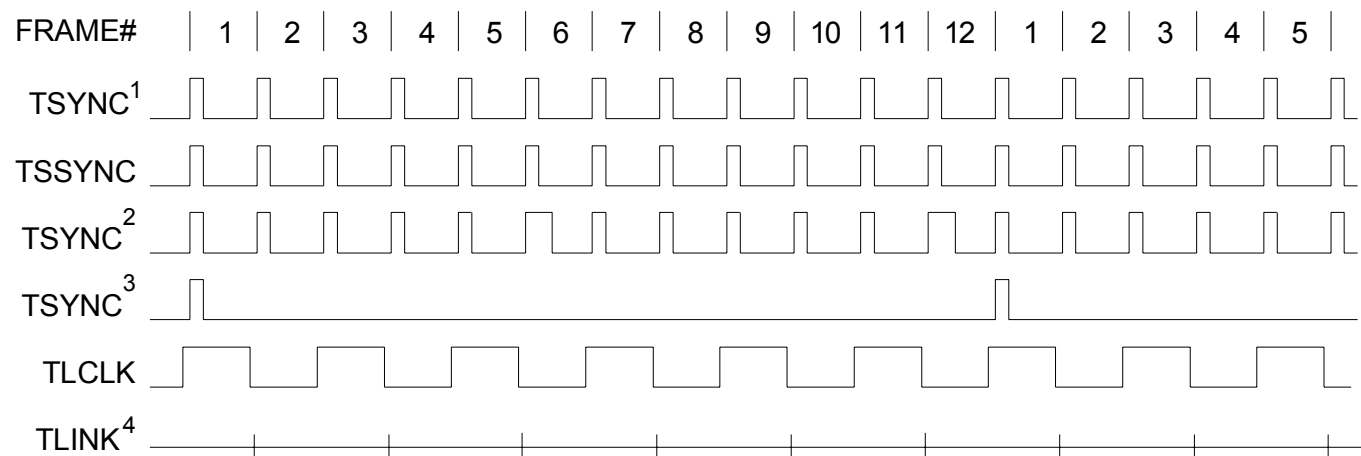 FRAME# 1 2 3 4 5 6 7 8 9 10 11 12 1 2 3 4 5
TSYNC¹
TSSYNC
TSYNC²
TSYNC³
TLCLK
TLINK⁴